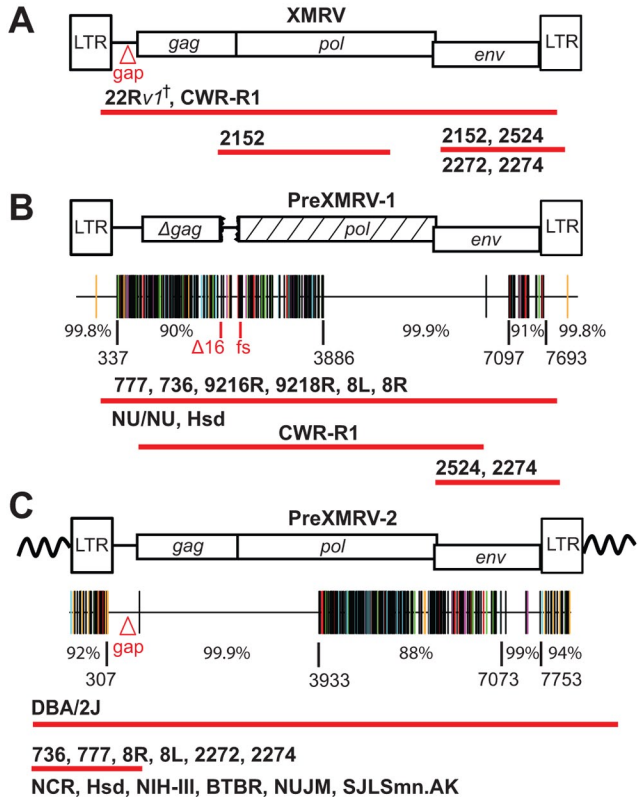 A
XMRV
LTR gag pol env LTR
gap
22Rv1†, CWR-R1
2152 2152, 2524
2272, 2274
B
PreXMRV-1
LTR Δgag pol env LTR
99.8% 90% 99.9% 91% 99.8%
Δ16 fs
337 3886 7097 7693
777, 736, 9216R, 9218R, 8L, 8R
NU/NU, Hsd
CWR-R1
2524, 2274
C
PreXMRV-2
LTR gag pol env LTR
gap
92% 99.9% 88% 99% 94%
307 3933 7073 7753
DBA/2J
736, 777, 8R, 8L, 2272, 2274
NCR, Hsd, NIH-III, BTBR, NUJM, SJLSmn.AK